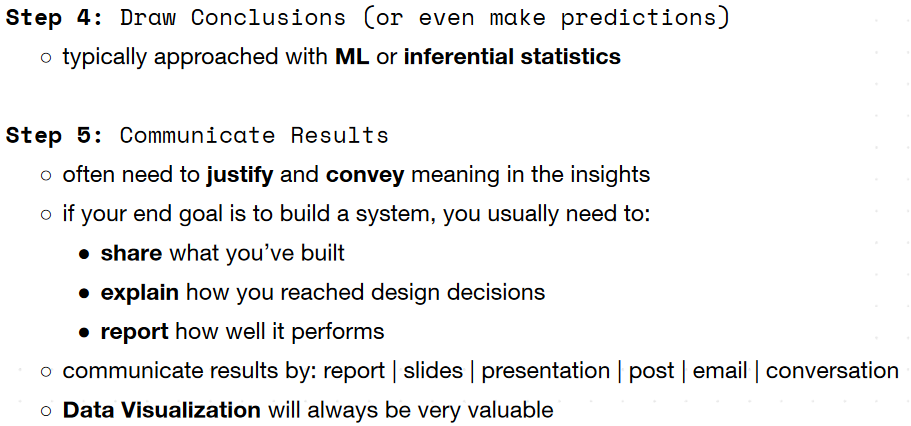 Step 4: Draw Conclusions (or even make predictions)
○ typically approached with ML or inferential statistics
Step 5: Communicate Results
○ often need to justify and convey meaning in the insights
○ if your end goal is to build a system, you usually need to:
● share what you’ve built
● explain how you reached design decisions
● report how well it performs
○ communicate results by: report | slides | presentation | post | email | conversation
○ Data Visualization will always be very valuable